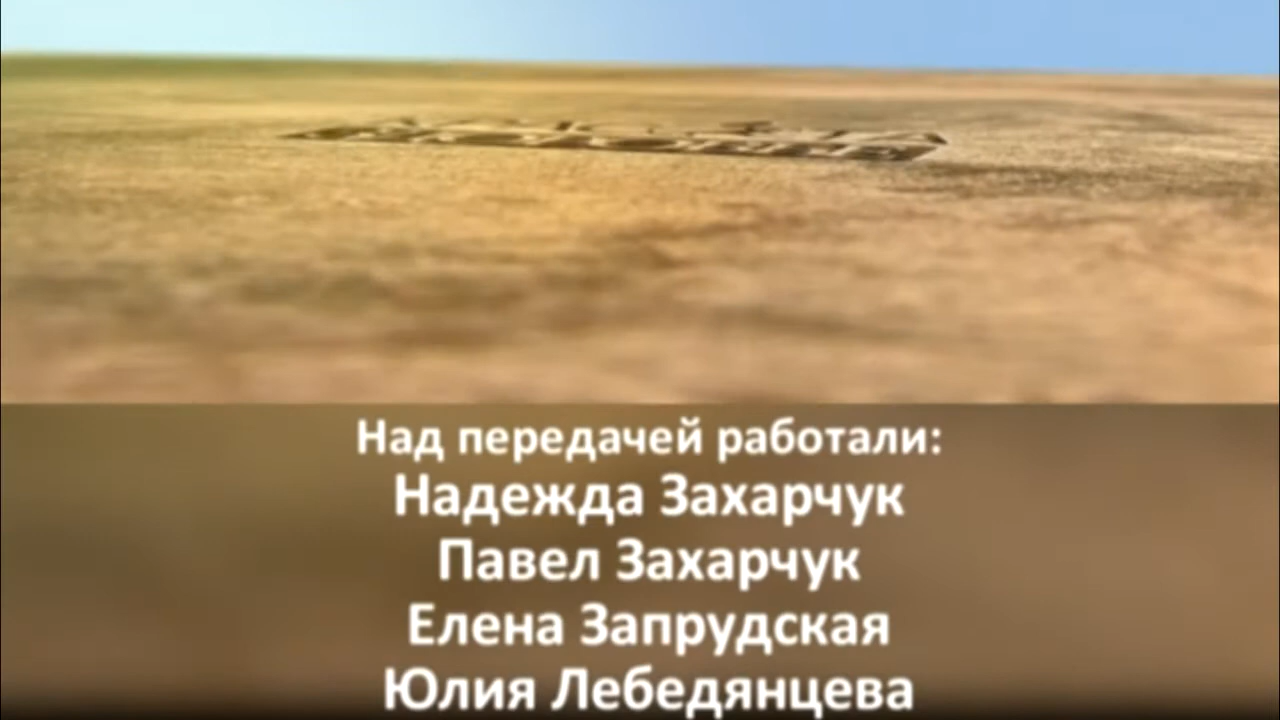 Над передачей работали:
Надежда Захарчук
Павел Захарчук
Елена Запрудская
Юлия Лебедянцева